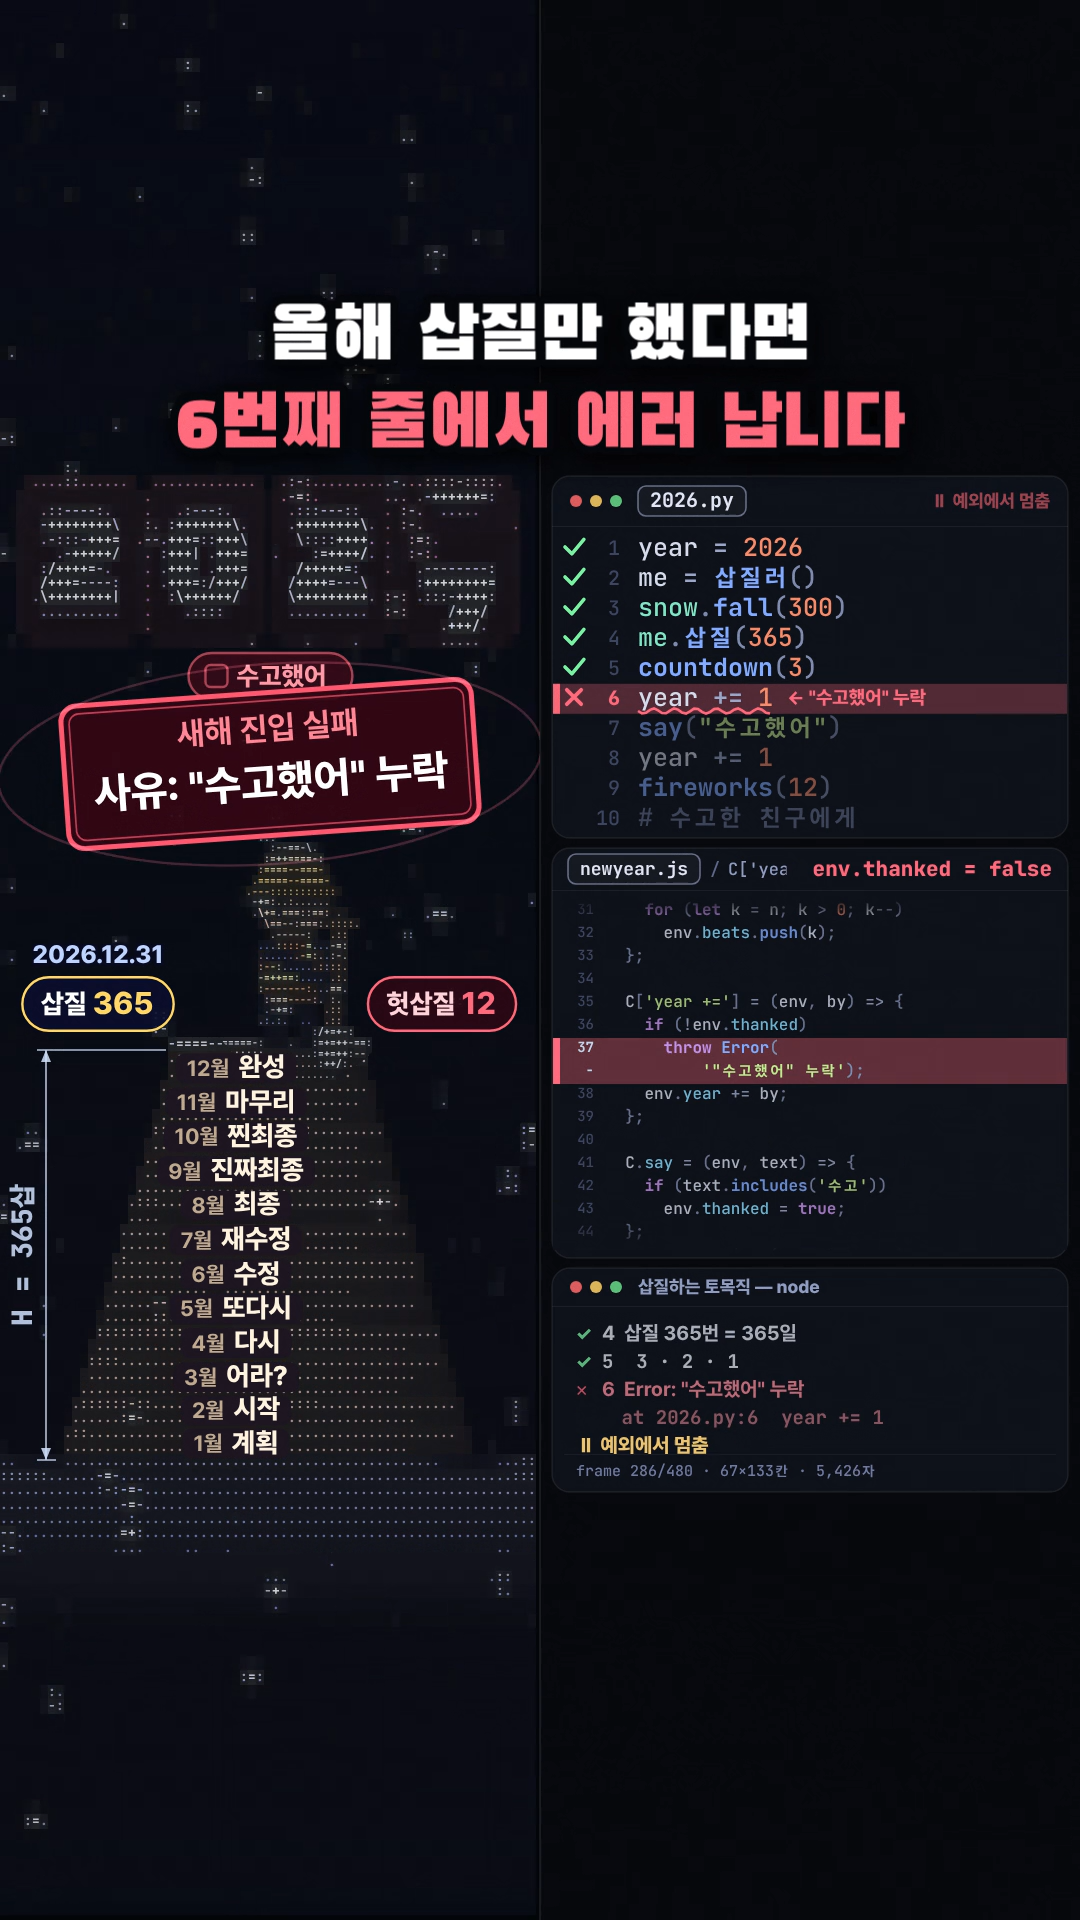 올해 삽질만 했다면
6번째 줄에서 에러 납니다
수고했어
새해 진입 실패
사유: "수고했어" 누락
2026.12.31
삽질 365
헛삽질 12
H = 365삽
12월 완성
11월 마무리
10월 찐최종
9월 진짜최종
8월 최종
7월 재수정
6월 수정
5월 또다시
4월 다시
3월 어라?
2월 시작
1월 계획
2026.py
⏸ 예외에서 멈춤
✓ 1 year = 2026
✓ 2 me = 삽질러()
✓ 3 snow.fall(300)
✓ 4 me.삽질(365)
✓ 5 countdown(3)
✕ 6 year += 1 ← "수고했어" 누락
7 say("수고했어")
8 year += 1
9 fireworks(12)
10 # 수고한 친구에게
newyear.js / C['yea env.thanked = false
31 for (let k = n; k > 0; k--)
32 env.beats.push(k);
33 };
34
35 C['year +='] = (env, by) => {
36 if (!env.thanked)
37 throw Error(
- '"수고했어" 누락');
38 env.year += by;
39 };
40
41 C.say = (env, text) => {
42 if (text.includes('수고'))
43 env.thanked = true;
44 };
삽질하는 토목직 — node
✓ 4 삽질 365번 = 365일
✓ 5 3 · 2 · 1
✕ 6 Error: "수고했어" 누락
at 2026.py:6 year += 1
⏸ 예외에서 멈춤
frame 286/480 · 67×133칸 · 5,426자